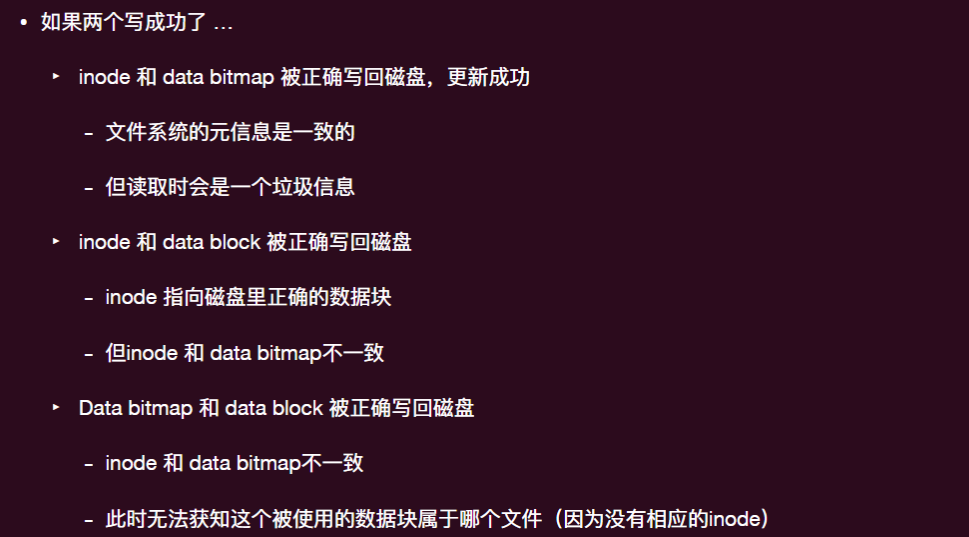 • 如果两个写成功了 …
‣ inode 和 data bitmap 被正确写回磁盘，更新成功
- 文件系统的元信息是一致的
- 但读取时会是一个垃圾信息
‣ inode 和 data block 被正确写回磁盘
- inode 指向磁盘里正确的数据块
- 但inode 和 data bitmap不一致
‣ Data bitmap 和 data block 被正确写回磁盘
- inode 和 data bitmap不一致
- 此时无法获知这个被使用的数据块属于哪个文件（因为没有相应的inode）